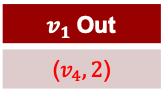 v₁ Out
(v₄, 2)